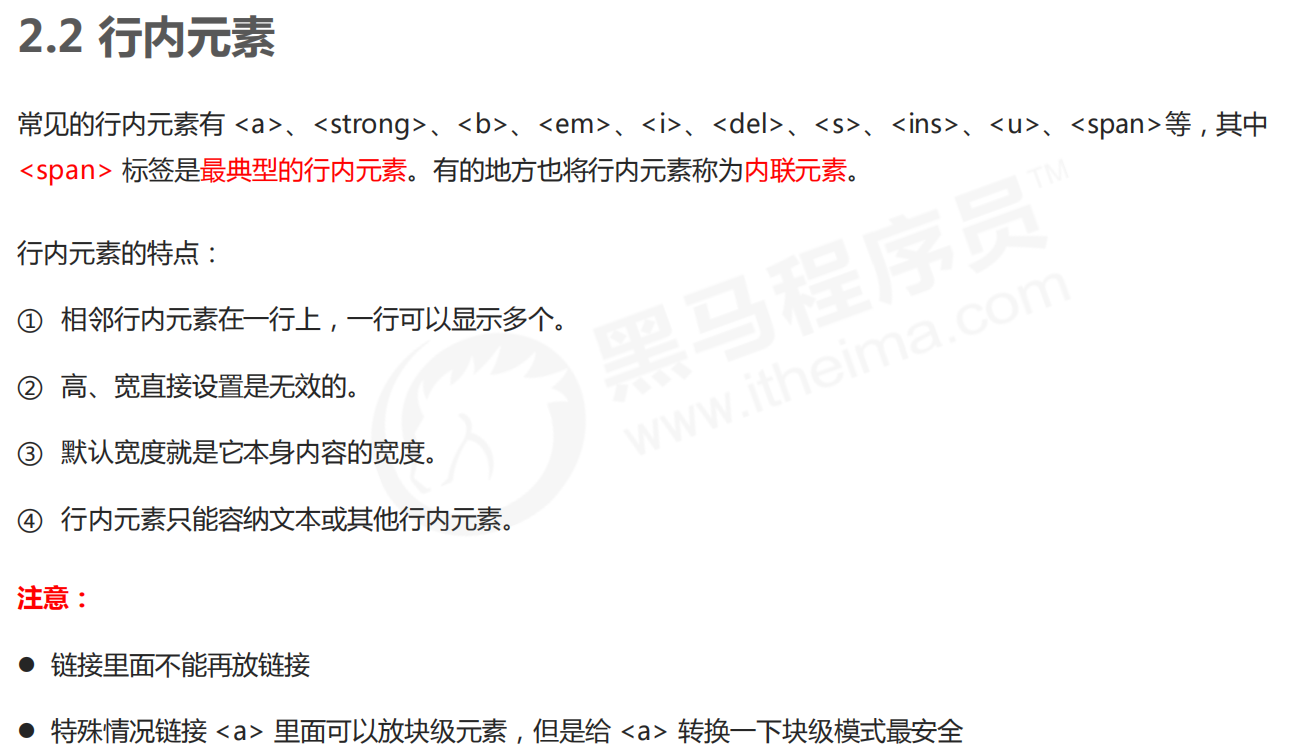 2.2 行内元素
常见的行内元素有 <a>、<strong>、<b>、<em>、<i>、<del>、<s>、<ins>、<u>、<span>等，其中
<span> 标签是最典型的行内元素。有的地方也将行内元素称为内联元素。
行内元素的特点：
① 相邻行内元素在一行上，一行可以显示多个。
② 高、宽直接设置是无效的。
③ 默认宽度就是它本身内容的宽度。
④ 行内元素只能容纳文本或其他行内元素。
注意：
● 链接里面不能再放链接
● 特殊情况链接 <a> 里面可以放块级元素，但是给 <a> 转换一下块级模式最安全
黑马程序员™
www.itheima.com